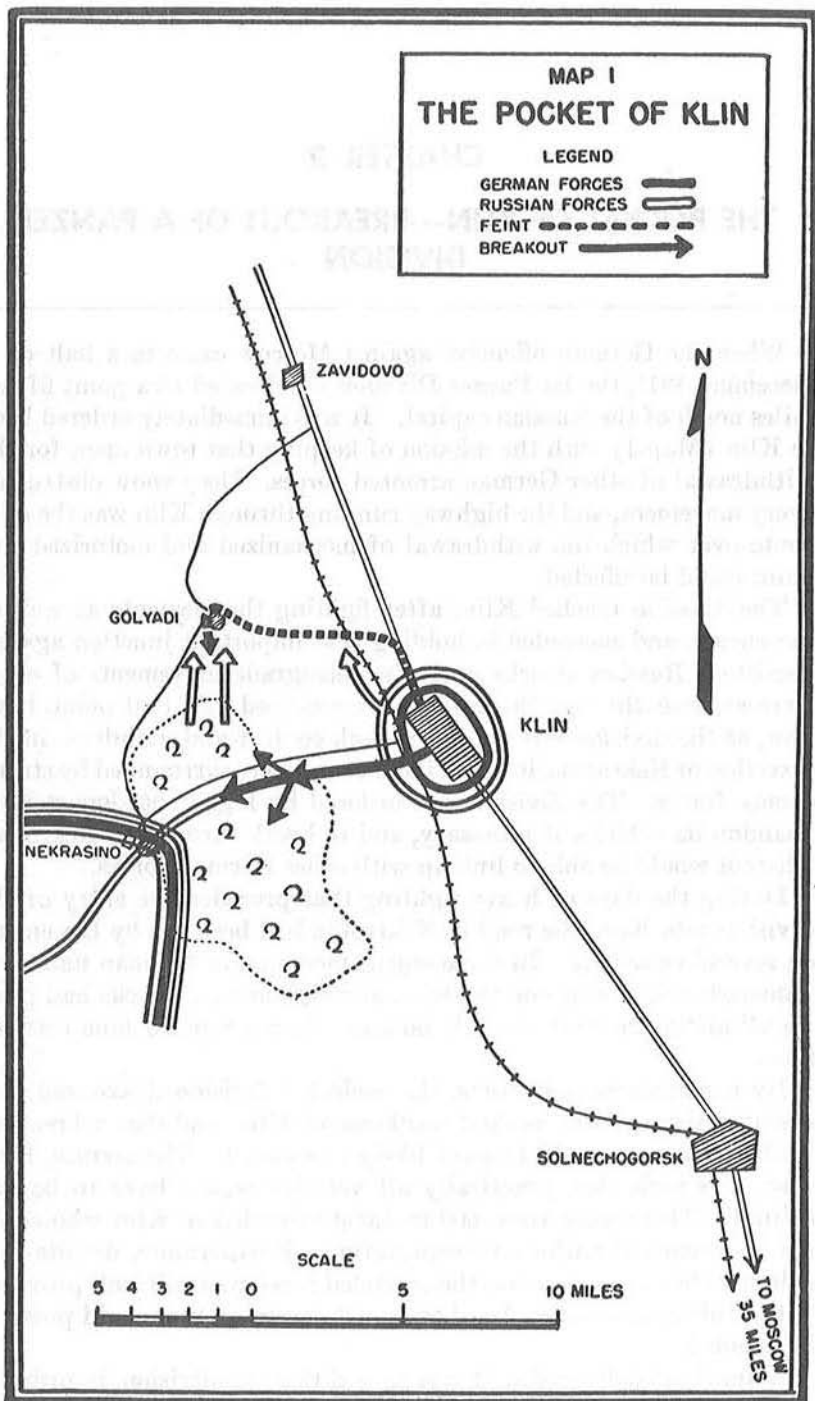 MAP I
THE POCKET OF KLIN
LEGEND
GERMAN FORCES
RUSSIAN FORCES
FEINT
BREAKOUT
N
ZAVIDOVO
GOLYADI
KLIN
NEKRASINO
SOLNECHOGORSK
SCALE
5 4 3 2 1 0 5 10 MILES
TO MOSCOW
35 MILES